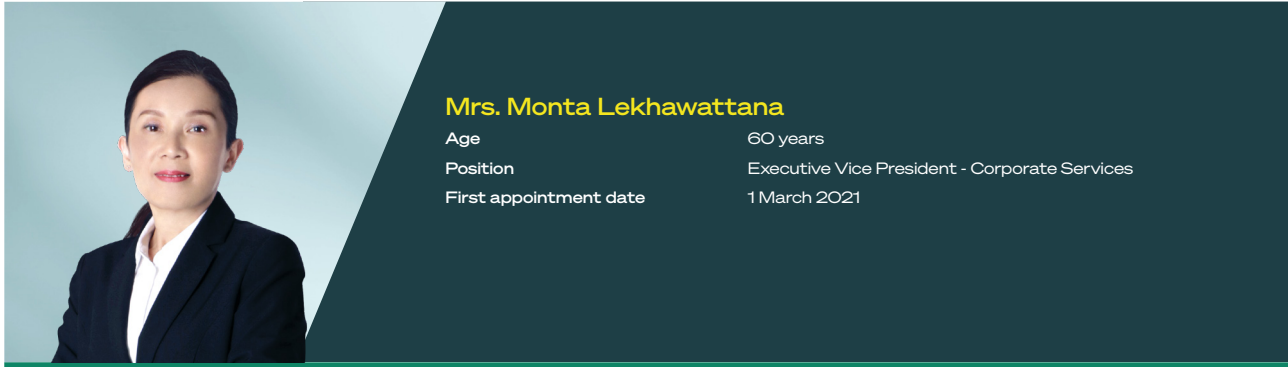 Mrs. Monta Lekhawattana
Age 60 years
Position Executive Vice President - Corporate Services
First appointment date 1 March 2021